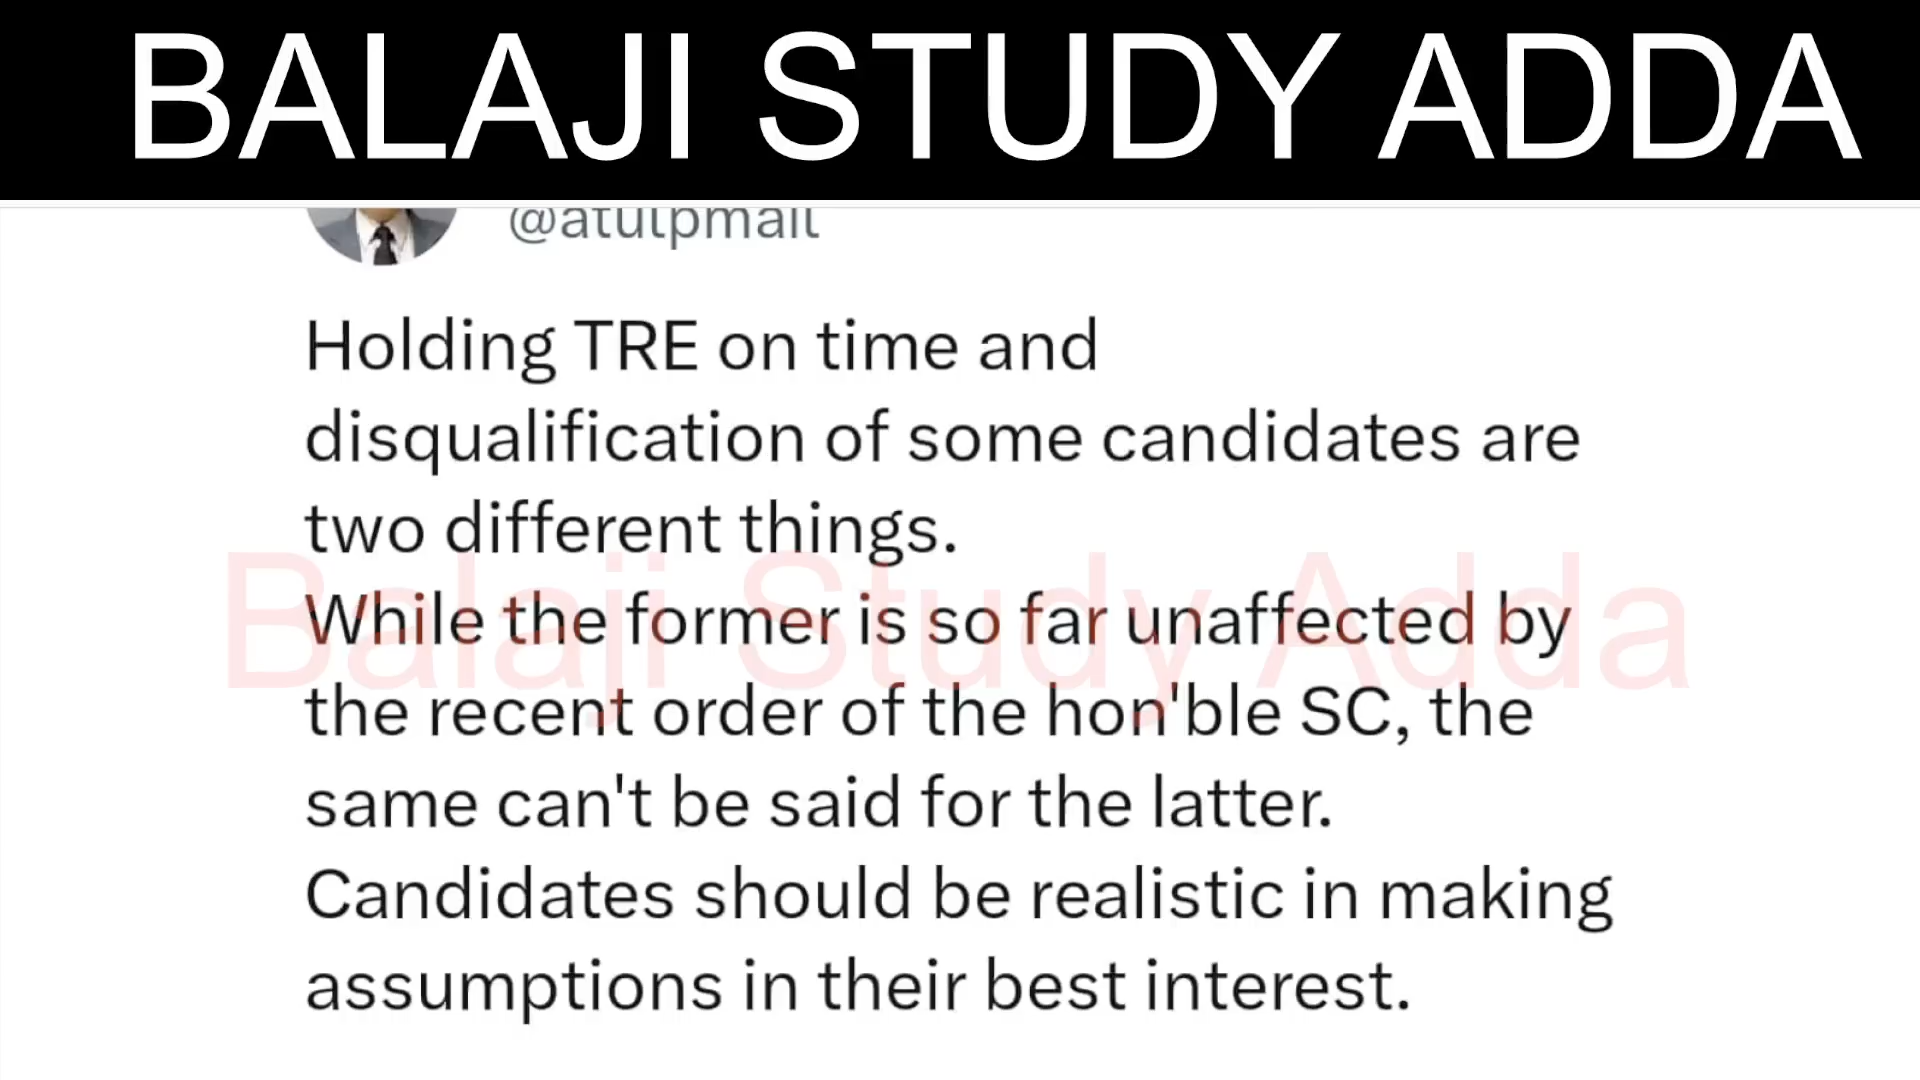 BALAJI STUDY ADDA
@atulpmail
Holding TRE on time and
disqualification of some candidates are
two different things.
While the former is so far unaffected by
the recent order of the hon'ble SC, the
same can't be said for the latter.
Candidates should be realistic in making
assumptions in their best interest.
Balaji Study Adda